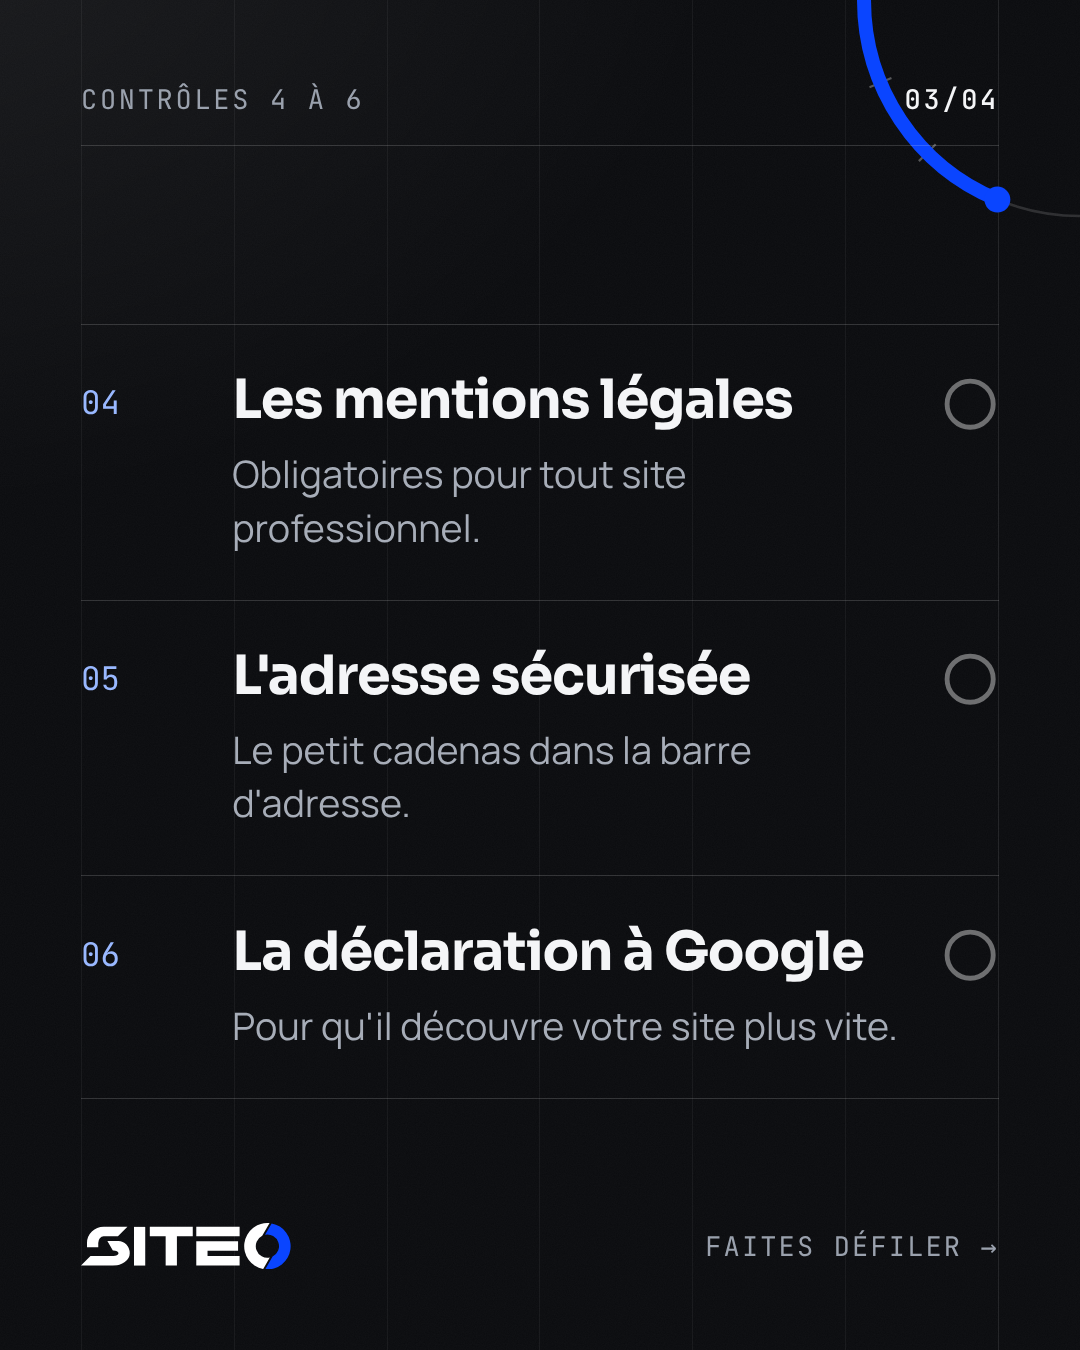 CONTRÔLES 4 À 6
03/04
04
Les mentions légales
Obligatoires pour tout site
professionnel.
05
L'adresse sécurisée
Le petit cadenas dans la barre
d'adresse.
06
La déclaration à Google
Pour qu'il découvre votre site plus vite.
SITEO
FAITES DÉFILER →